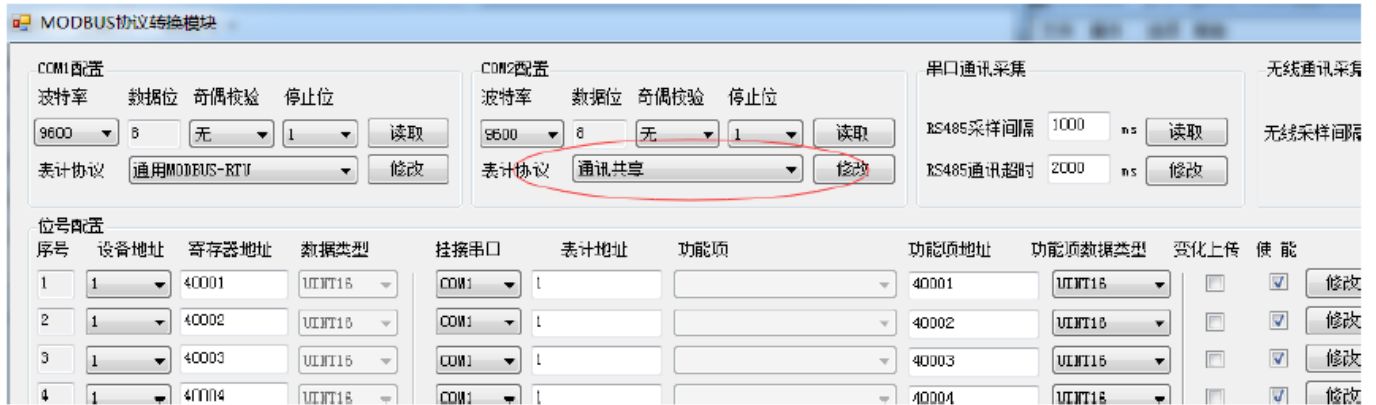 MODBUS协议转换模块
COM1配置
COM2配置
串口通讯采集
无线通讯采集
波特率 数据位 奇偶校验 停止位
波特率 数据位 奇偶校验 停止位
9600 8 无 1 读取
9600 8 无 1 读取
RS485采样间隔 1000 ms 读取
无线采样间隔
表计协议 通用MODBUS-RTU 修改
表计协议 通讯共享 修改
RS485通讯超时 2000 ms 修改
位号配置
序号 设备地址 寄存器地址 数据类型 挂接串口 表计地址 功能项 功能项地址 功能项数据类型 变化上传 使能
1 1 40001 UINT16 COM1 1 40001 UINT16 修改
2 1 40002 UINT16 COM1 1 40002 UINT16 修改
3 1 40003 UINT16 COM1 1 40003 UINT16 修改
4 1 40004 UINT16 COM1 1 40004 UINT16 修改